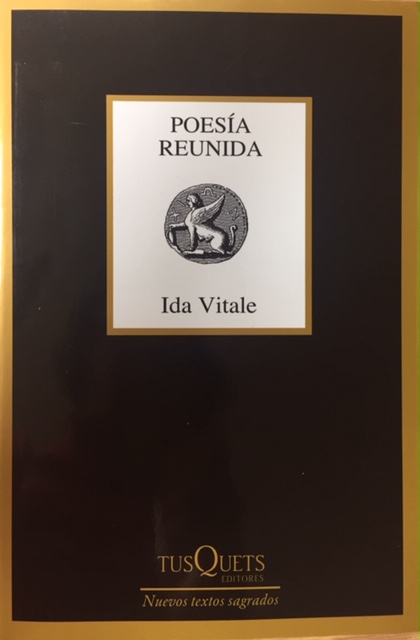 POESÍA
REUNIDA
Ida Vitale
TUSQUETS
EDITORES
Nuevos textos sagrados